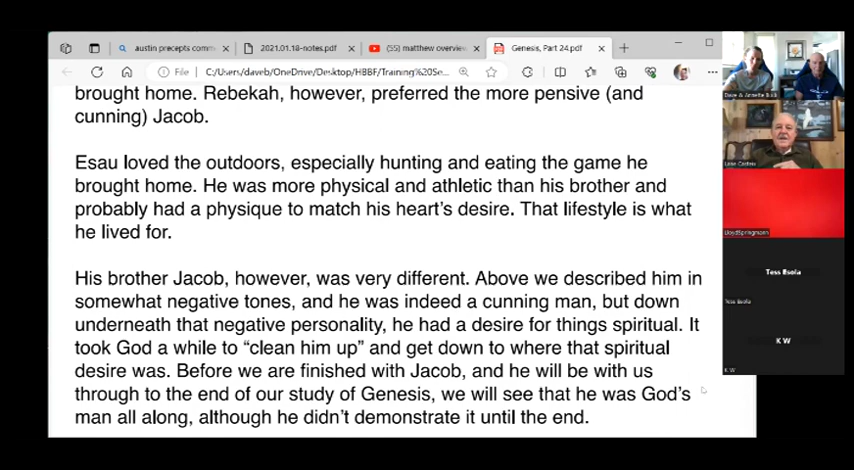 austin precepts comm
2021.01.18-notes.pdf
(55) matthew overview
Genesis, Part 24.pdf
File
C:/Users/daveb/OneDrive/Desktop/HBBF/Training%20Se...
brought home. Rebekah, however, preferred the more pensive (and
cunning) Jacob.
Esau loved the outdoors, especially hunting and eating the game he
brought home. He was more physical and athletic than his brother and
probably had a physique to match his heart's desire. That lifestyle is what
he lived for.
His brother Jacob, however, was very different. Above we described him in
somewhat negative tones, and he was indeed a cunning man, but down
underneath that negative personality, he had a desire for things spiritual. It
took God a while to “clean him up” and get down to where that spiritual
desire was. Before we are finished with Jacob, and he will be with us
through to the end of our study of Genesis, we will see that he was God's
man all along, although he didn't demonstrate it until the end.
Dave & Annette
LloydSpringmann
Tess Esola
Tess Esola
K W
K W